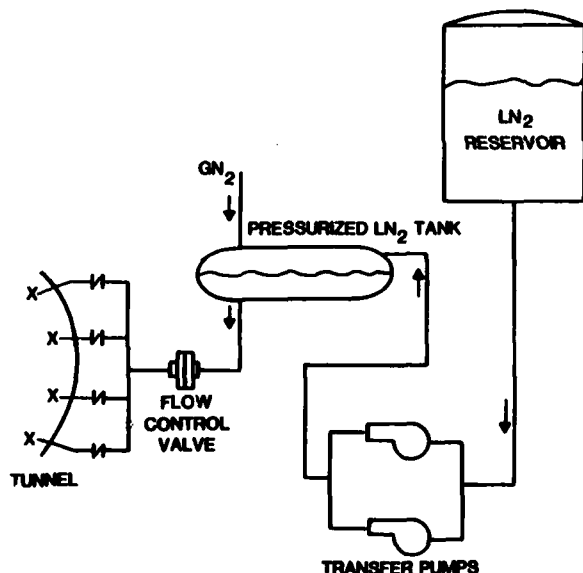 LN₂
RESERVOIR
GN₂
PRESSURIZED LN₂ TANK
X
X
X
X
FLOW
CONTROL
VALVE
TUNNEL
TRANSFER PUMPS